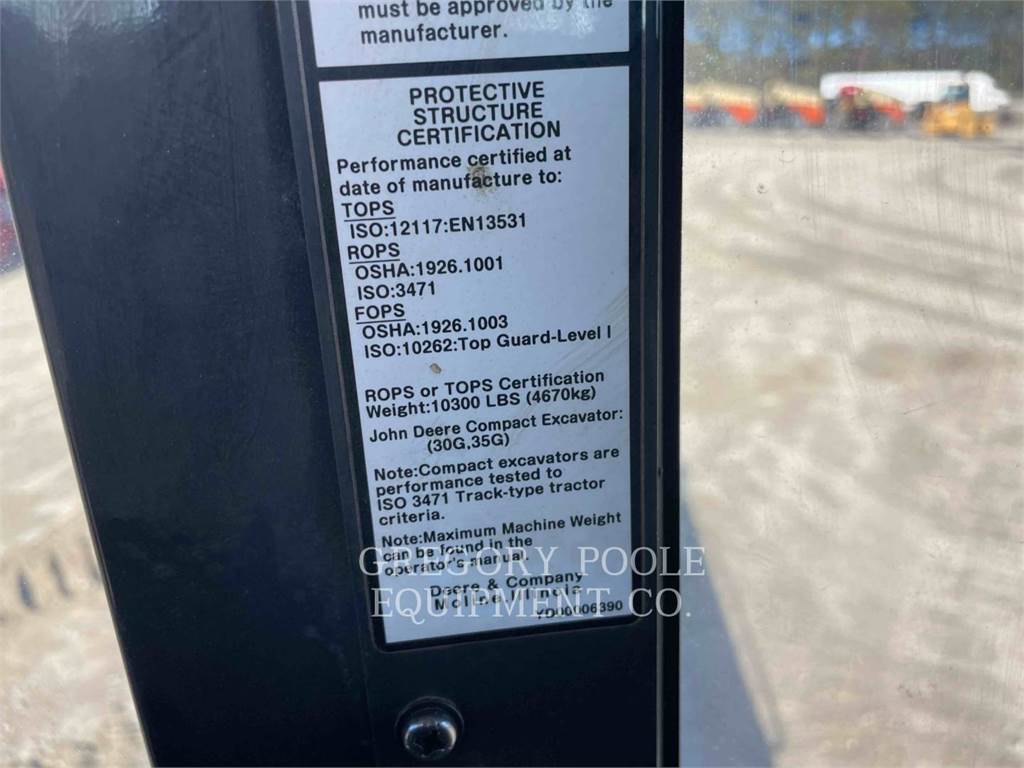 must be approved by the
manufacturer.
PROTECTIVE
STRUCTURE
CERTIFICATION
Performance certified at
date of manufacture to:
TOPS
ISO:12117:EN13531
ROPS
OSHA:1926.1001
ISO:3471
FOPS
OSHA:1926.1003
ISO:10262:Top Guard-Level I
ROPS or TOPS Certification
Weight:10300 LBS (4670kg)
John Deere Compact Excavator:
(30G,35G)
Note:Compact excavators are
performance tested to
ISO 3471 Track-type tractor
criteria.
Note:Maximum Machine Weight
can be found in the
operator's manual.
Deere & Company
Moline, Illinois
YD00006390
GREGORY POOLE
EQUIPMENT CO.